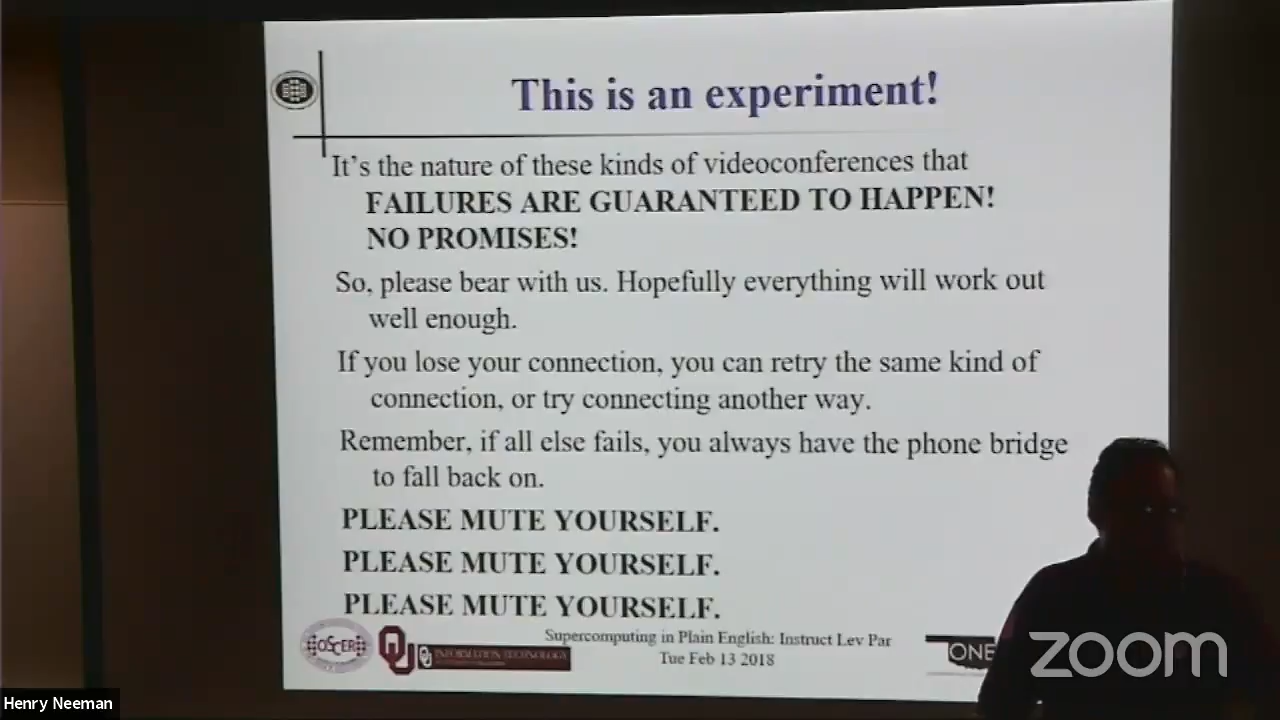 This is an experiment!
It's the nature of these kinds of videoconferences that
FAILURES ARE GUARANTEED TO HAPPEN!
NO PROMISES!
So, please bear with us. Hopefully everything will work out
well enough.
If you lose your connection, you can retry the same kind of
connection, or try connecting another way.
Remember, if all else fails, you always have the phone bridge
to fall back on.
PLEASE MUTE YOURSELF.
PLEASE MUTE YOURSELF.
PLEASE MUTE YOURSELF.
OSCER
INFORMATION TECHNOLOGY
Supercomputing in Plain English: Instruct Lev Par
Tue Feb 13 2018
ONE
zoom
Henry Neeman